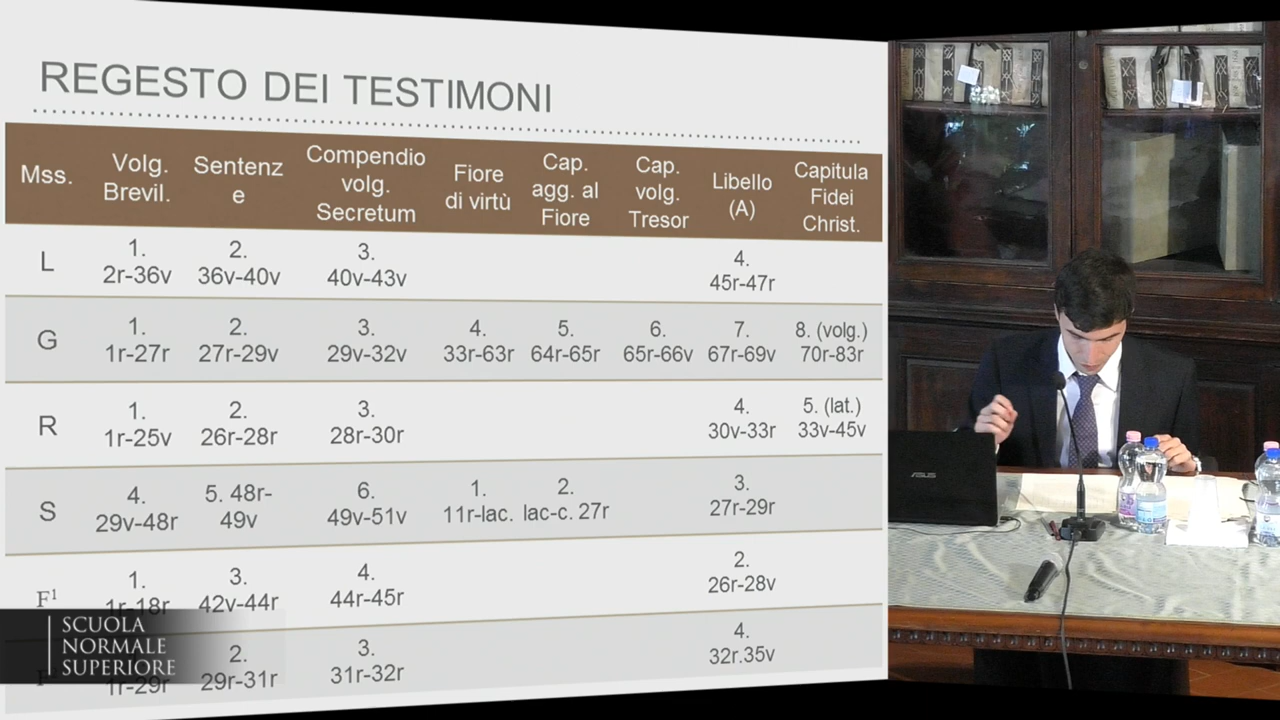 REGESTO DEI TESTIMONI
Mss.
Volg.
Brevil.
Sentenz
e
Compendio
volg.
Secretum
Fiore
di virtù
Cap.
agg. al
Fiore
Cap.
volg.
Tresor
Libello
(A)
Capitula
Fidei
Christ.
L
1.
2r-36v
2.
36v-40v
3.
40v-43v
4.
45r-47r
G
1.
1r-27r
2.
27r-29v
3.
29v-32v
4.
33r-63r
5.
64r-65r
6.
65r-66v
7.
67r-69v
8. (volg.)
70r-83r
R
1.
1r-25v
2.
26r-28r
3.
28r-30r
4.
30v-33r
5. (lat.)
33v-45v
S
4.
29v-48r
5. 48r-
49v
6.
49v-51v
1.
11r-lac.
2.
lac-c. 27r
3.
27r-29r
F¹
1.
1r-18r
3.
42v-44r
4.
44r-45r
2.
26r-28v
1r-29r
2.
29r-31r
3.
31r-32r
4.
32r.35v
SCUOLA
NORMALE
SUPERIORE
ASUS